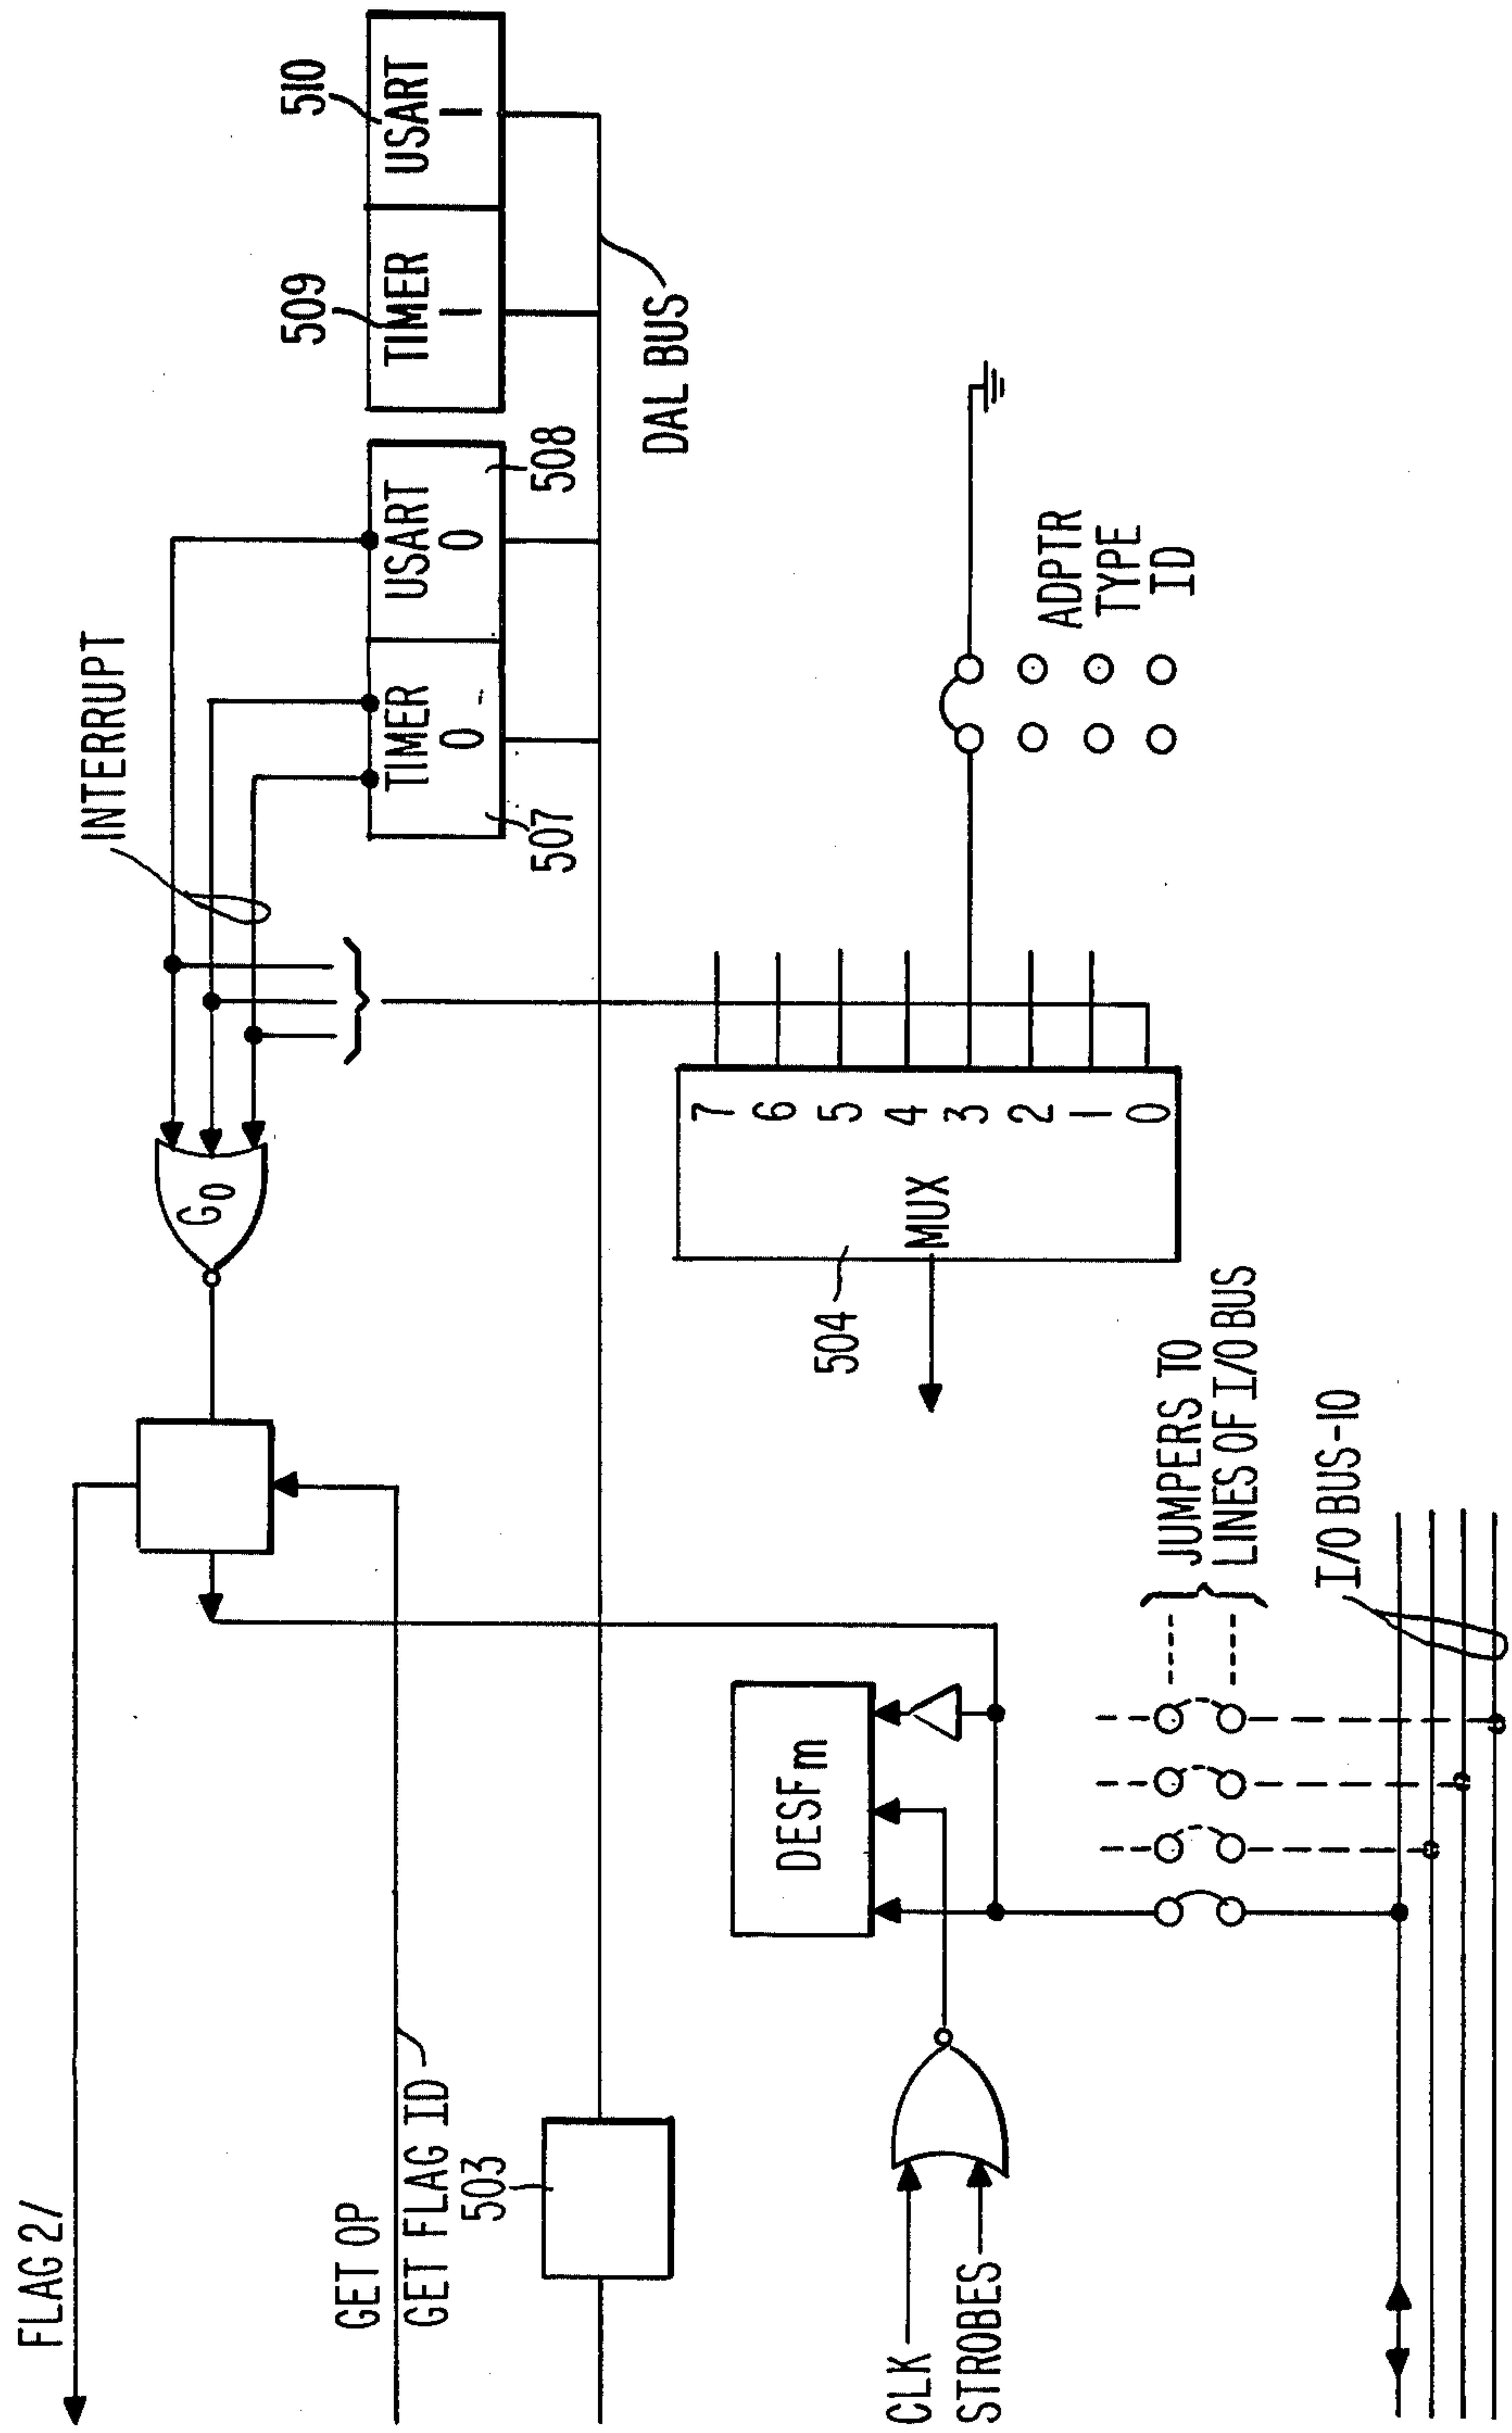 FLAG 2/
GET OP
GET FLAG ID
503
CLK
STROBES
DESFm
JUMPERS TO
LINES OF I/O BUS
I/O BUS-10
G0
INTERRUPT
504
MUX
7
6
5
4
3
2
1
0
ADPTR
TYPE
ID
507
TIMER
0
USART
0
508
509
TIMER
1
510
USART
1
DAL BUS